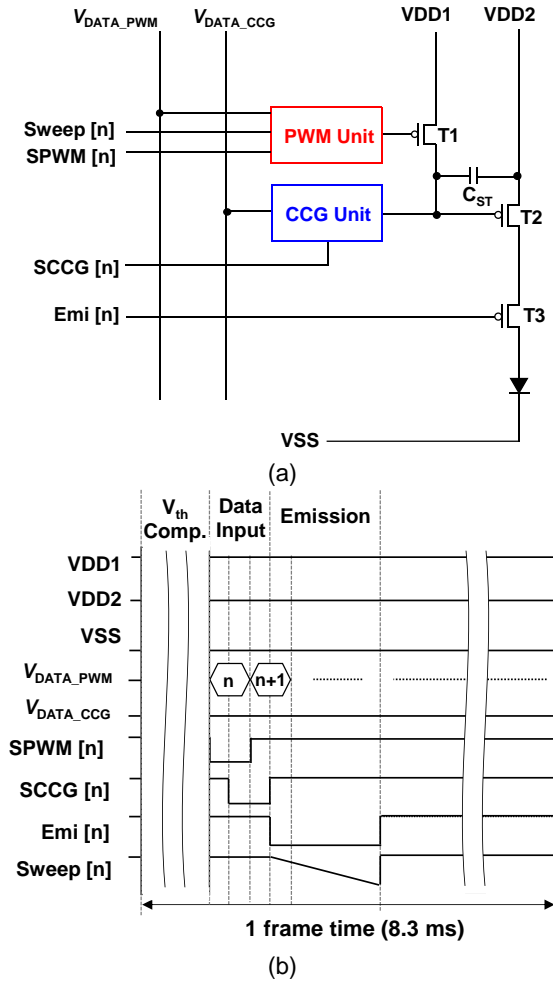 VDATA_PWM VDATA_CCG VDD1 VDD2
Sweep [n]
SPWM [n]
PWM Unit
T1
CST
CCG Unit
T2
SCCG [n]
Emi [n]
T3
VSS
(a)
Vth Comp.
Data Input
Emission
VDD1
VDD2
VSS
VDATA_PWM
n n+1
VDATA_CCG
SPWM [n]
SCCG [n]
Emi [n]
Sweep [n]
1 frame time (8.3 ms)
(b)